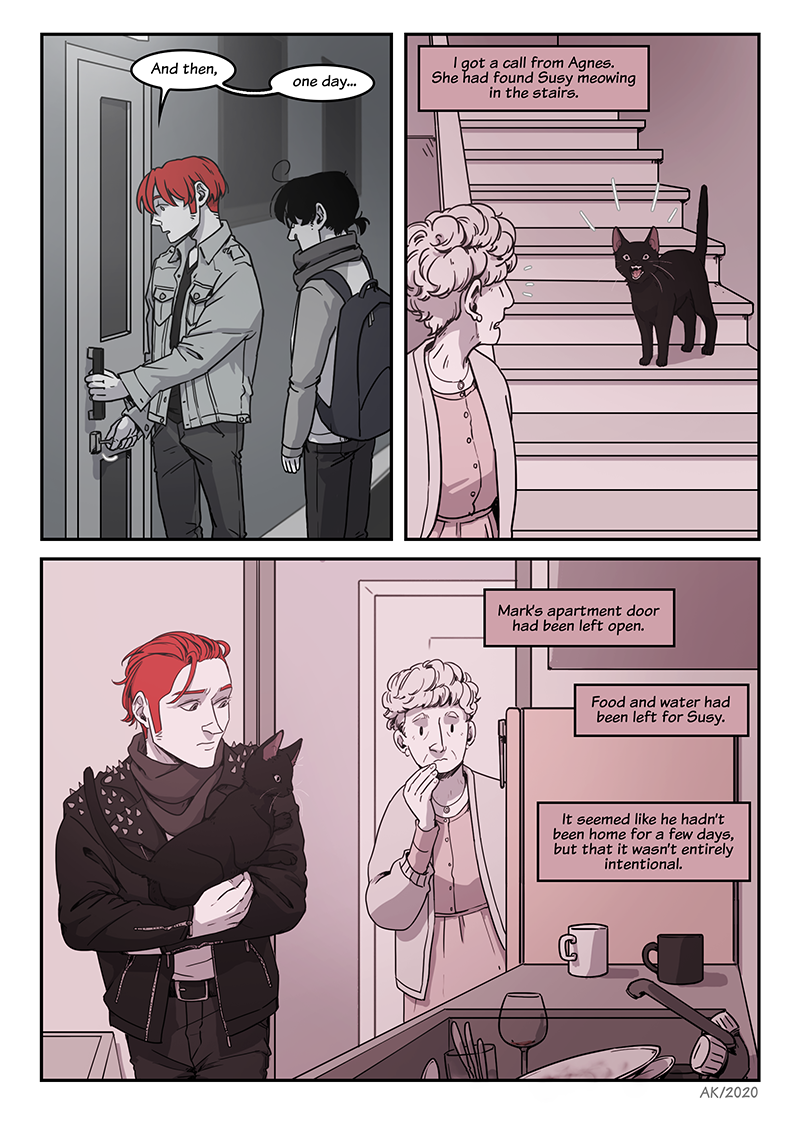 And then,
one day...
I got a call from Agnes.
She had found Susy meowing
in the stairs.
Mark's apartment door
had been left open.
Food and water had
been left for Susy.
It seemed like he hadn't
been home for a few days,
but that it wasn't entirely
intentional.
AK/2020